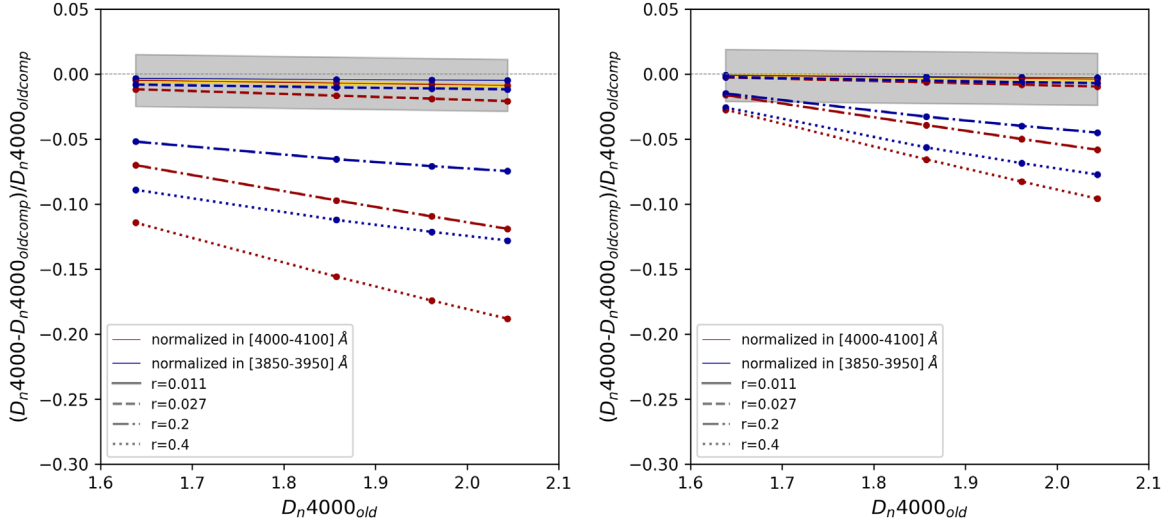 0.05
0.00
−0.05
−0.10
−0.15
−0.20
−0.25
−0.30
(Dn4000-Dn4000oldcomp)/Dn4000oldcomp
normalized in [4000-4100] Å
normalized in [3850-3950] Å
r=0.011
r=0.027
r=0.2
r=0.4
1.6 1.7 1.8 1.9 2.0 2.1
Dn4000old
0.05
0.00
−0.05
−0.10
−0.15
−0.20
−0.25
−0.30
(Dn4000-Dn4000oldcomp)/Dn4000oldcomp
normalized in [4000-4100] Å
normalized in [3850-3950] Å
r=0.011
r=0.027
r=0.2
r=0.4
1.6 1.7 1.8 1.9 2.0 2.1
Dn4000old